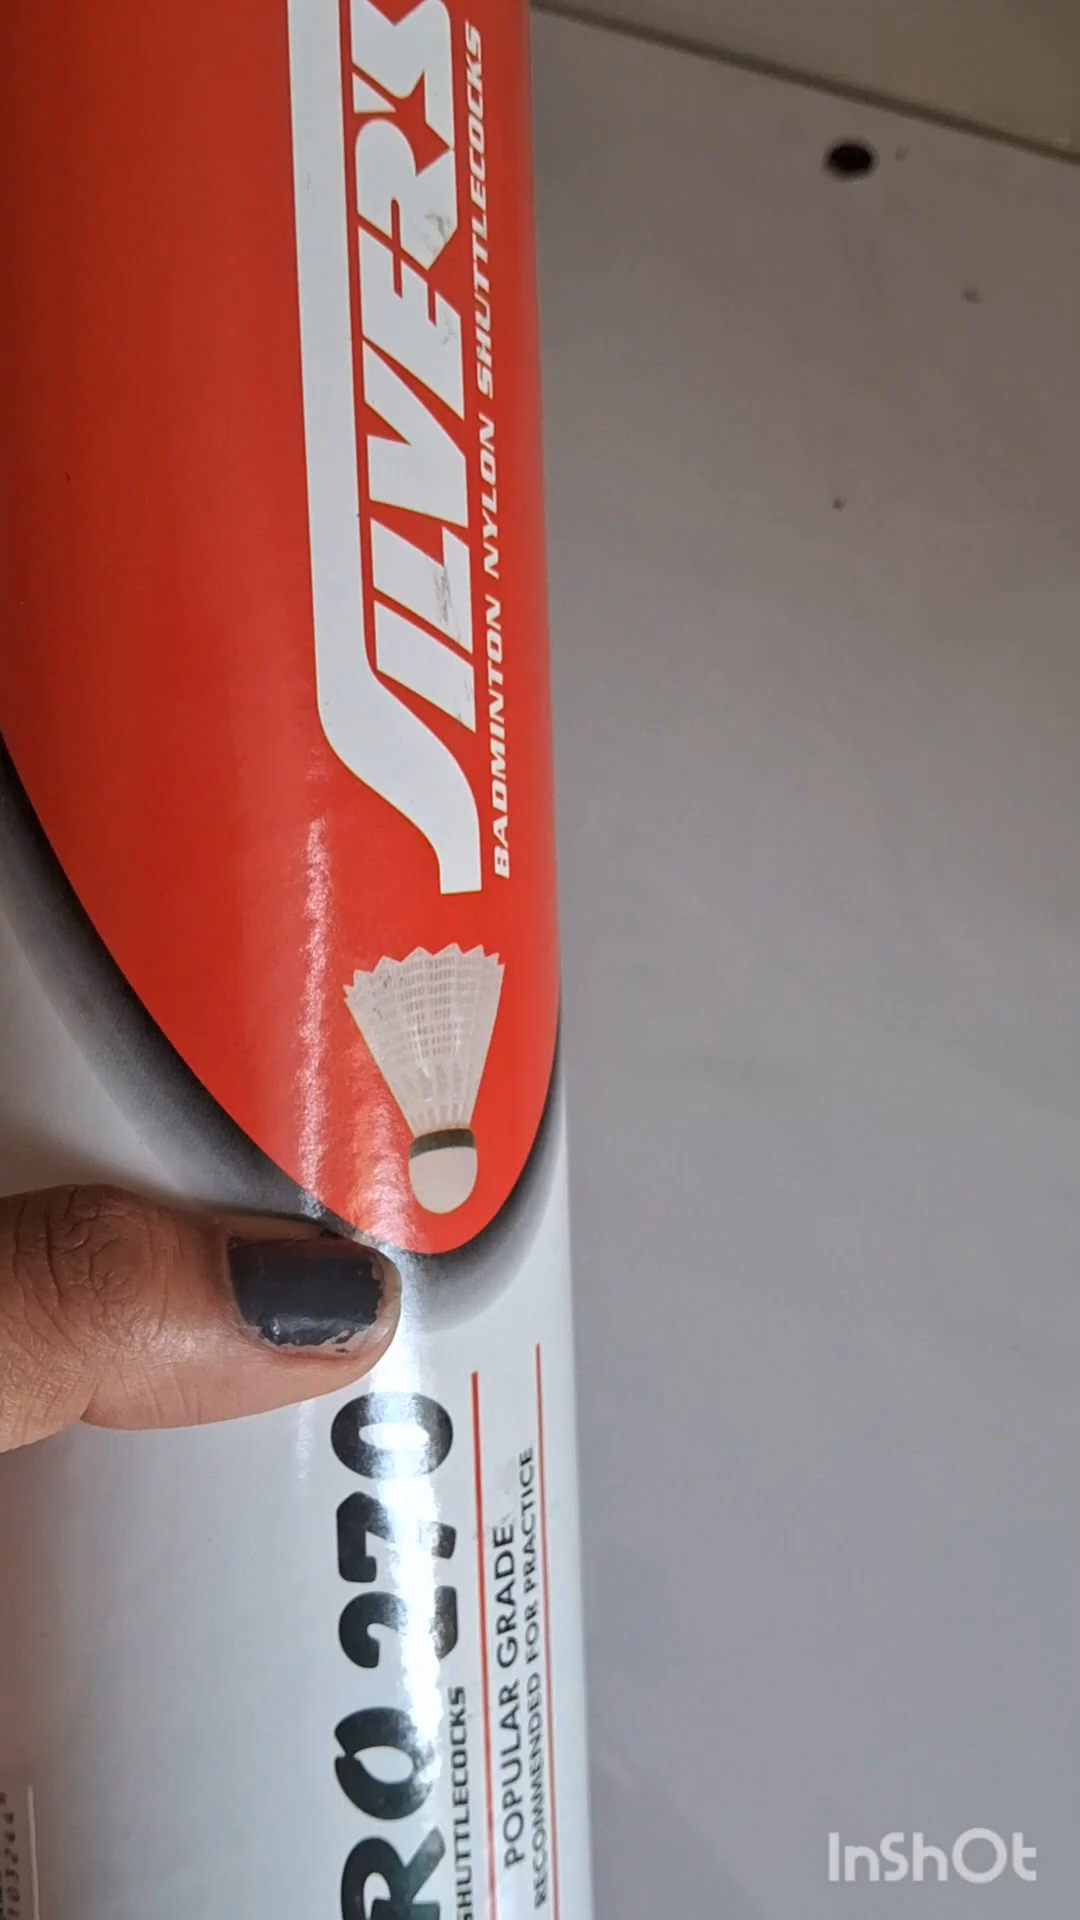 SILVER'S
BADMINTON NYLON SHUTTLECOCKS
RO 270
SHUTTLECOCKS
POPULAR GRADE
RECOMMENDED FOR PRACTICE
InShOt